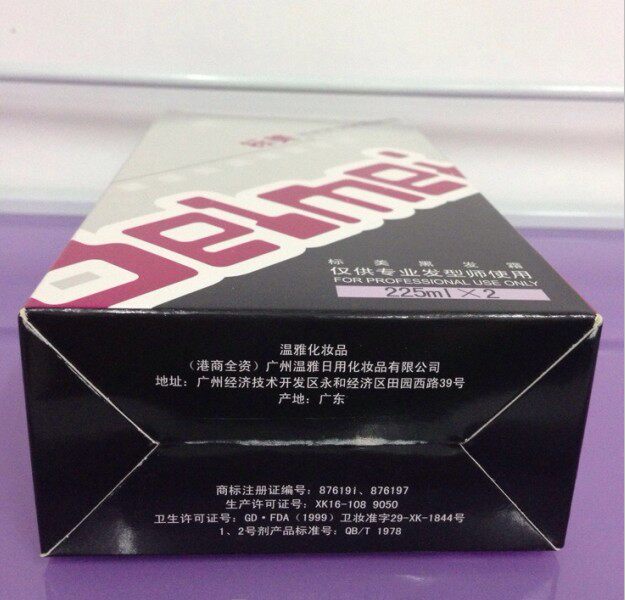 beimei
标美黑发霜
仅供专业发型师使用
FOR PROFESSIONAL USE ONLY
225ml×2
温雅化妆品
（港商全资）广州温雅日用化妆品有限公司
地址：广州经济技术开发区永和经济区田园西路39号
产地：广东
商标注册证编号：87619i、876197
生产许可证号：XK16-108 9050
卫生许可证号：GD·FDA（1999）卫妆准字29-XK-1844号
1、2号剂产品标准号：QB/T 1978